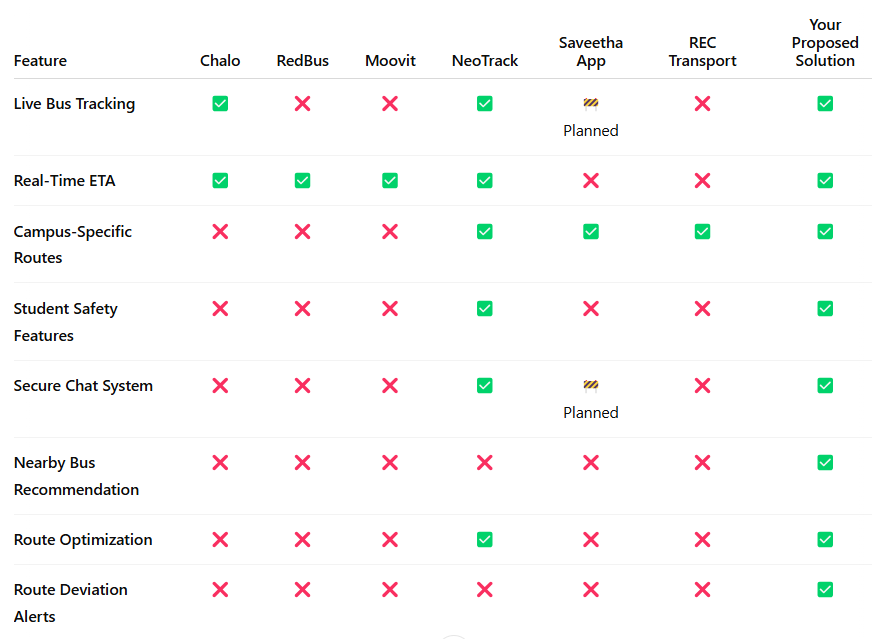 Feature Chalo RedBus Moovit NeoTrack Saveetha App REC Transport Your Proposed Solution
Live Bus Tracking ✅ ❌ ❌ ✅ 🚧 Planned ❌ ✅
Real-Time ETA ✅ ✅ ✅ ✅ ❌ ❌ ✅
Campus-Specific Routes ❌ ❌ ❌ ✅ ✅ ✅ ✅
Student Safety Features ❌ ❌ ❌ ✅ ❌ ❌ ✅
Secure Chat System ❌ ❌ ❌ ✅ 🚧 Planned ❌ ✅
Nearby Bus Recommendation ❌ ❌ ❌ ❌ ❌ ❌ ✅
Route Optimization ❌ ❌ ❌ ✅ ❌ ❌ ✅
Route Deviation Alerts ❌ ❌ ❌ ❌ ❌ ❌ ✅